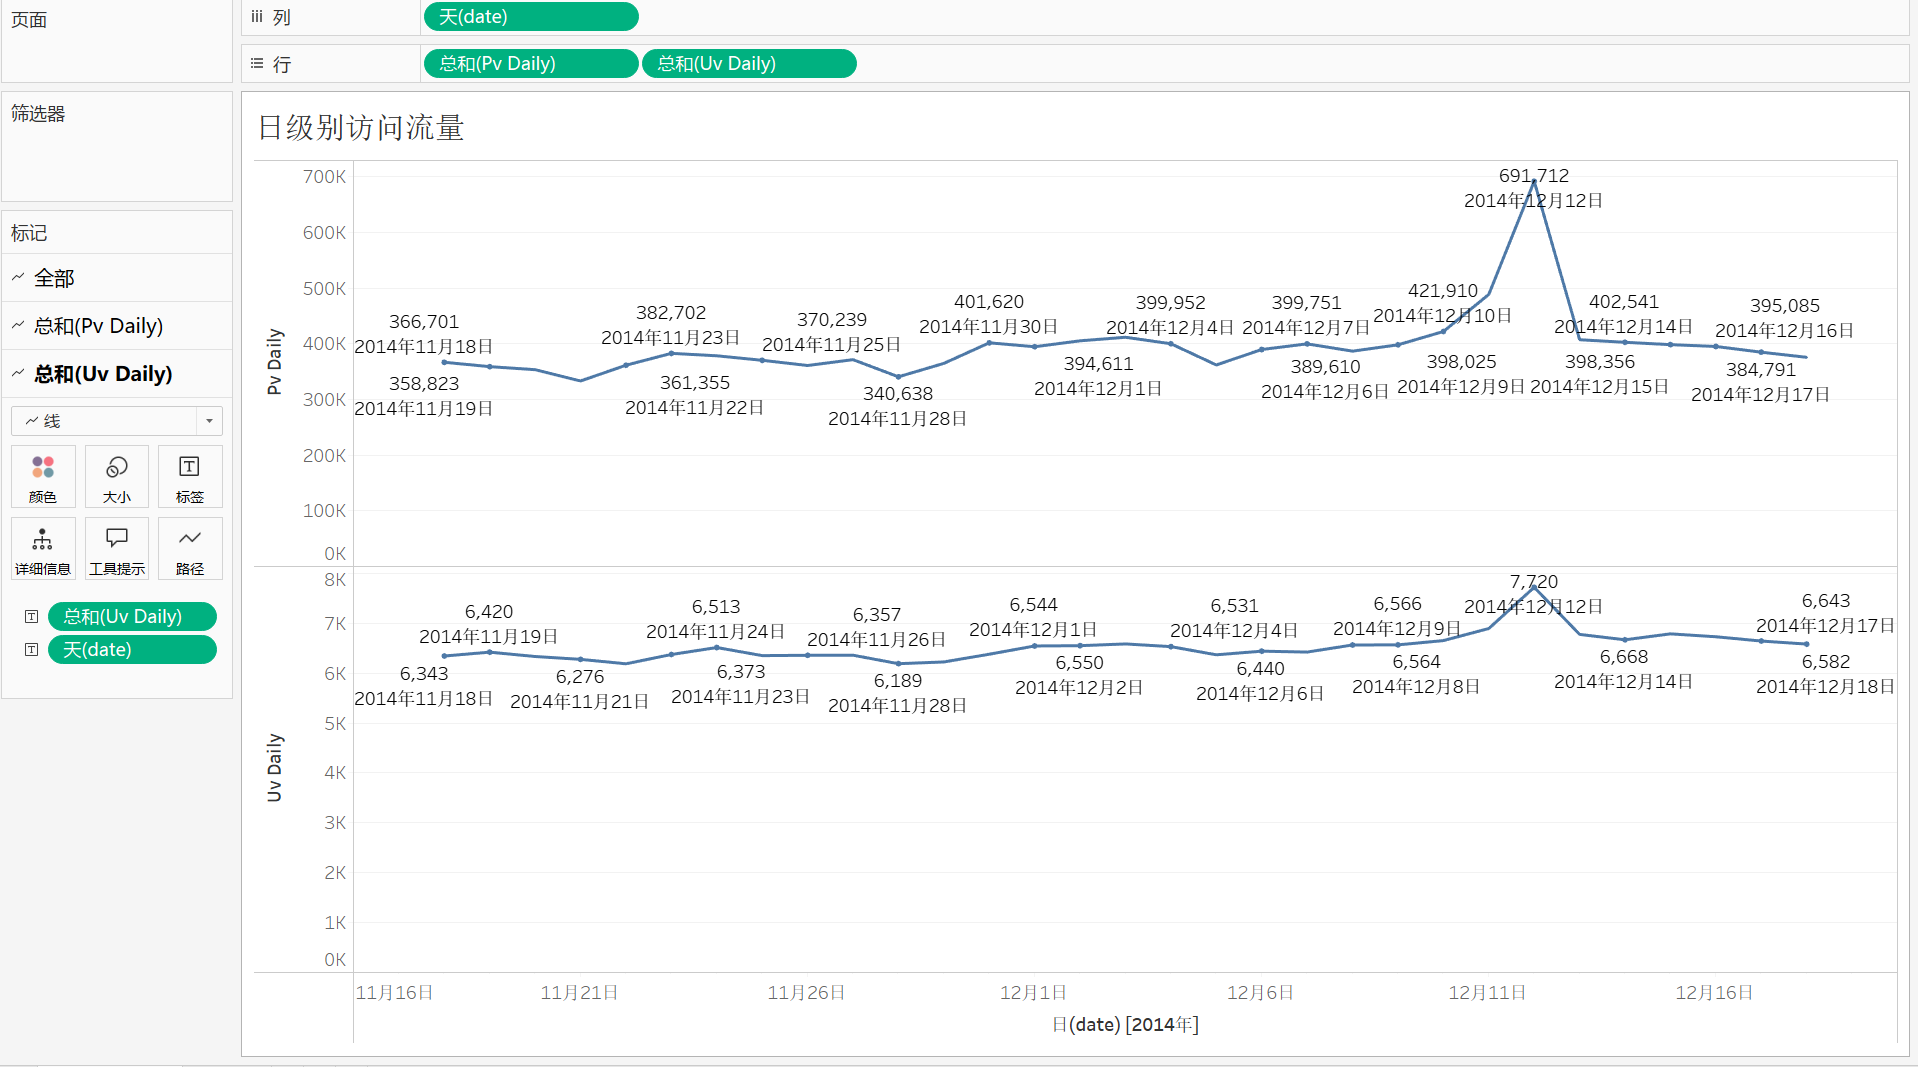 页面
列
天(date)
行
总和(Pv Daily)
总和(Uv Daily)
筛选器
标记
全部
总和(Pv Daily)
总和(Uv Daily)
线
颜色
大小
标签
详细信息
工具提示
路径
总和(Uv Daily)
天(date)
日级别访问流量
Pv Daily
700K
600K
500K
400K
300K
200K
100K
0K
366,701
2014年11月18日
358,823
2014年11月19日
382,702
2014年11月23日
361,355
2014年11月22日
370,239
2014年11月25日
340,638
2014年11月28日
401,620
2014年11月30日
394,611
2014年12月1日
399,952
2014年12月4日
399,751
2014年12月7日
389,610
2014年12月6日
421,910
2014年12月10日
398,025
2014年12月9日
691,712
2014年12月12日
402,541
2014年12月14日
398,356
2014年12月15日
395,085
2014年12月16日
384,791
2014年12月17日
Uv Daily
8K
7K
6K
5K
4K
3K
2K
1K
0K
6,420
2014年11月19日
6,343
2014年11月18日
6,276
2014年11月21日
6,513
2014年11月24日
6,373
2014年11月23日
6,357
2014年11月26日
6,189
2014年11月28日
6,544
2014年12月1日
6,550
2014年12月2日
6,531
2014年12月4日
6,440
2014年12月6日
6,566
2014年12月9日
6,564
2014年12月8日
7,720
2014年12月12日
6,668
2014年12月14日
6,643
2014年12月17日
6,582
2014年12月18日
11月16日
11月21日
11月26日
12月1日
12月6日
12月11日
12月16日
日(date) [2014年]